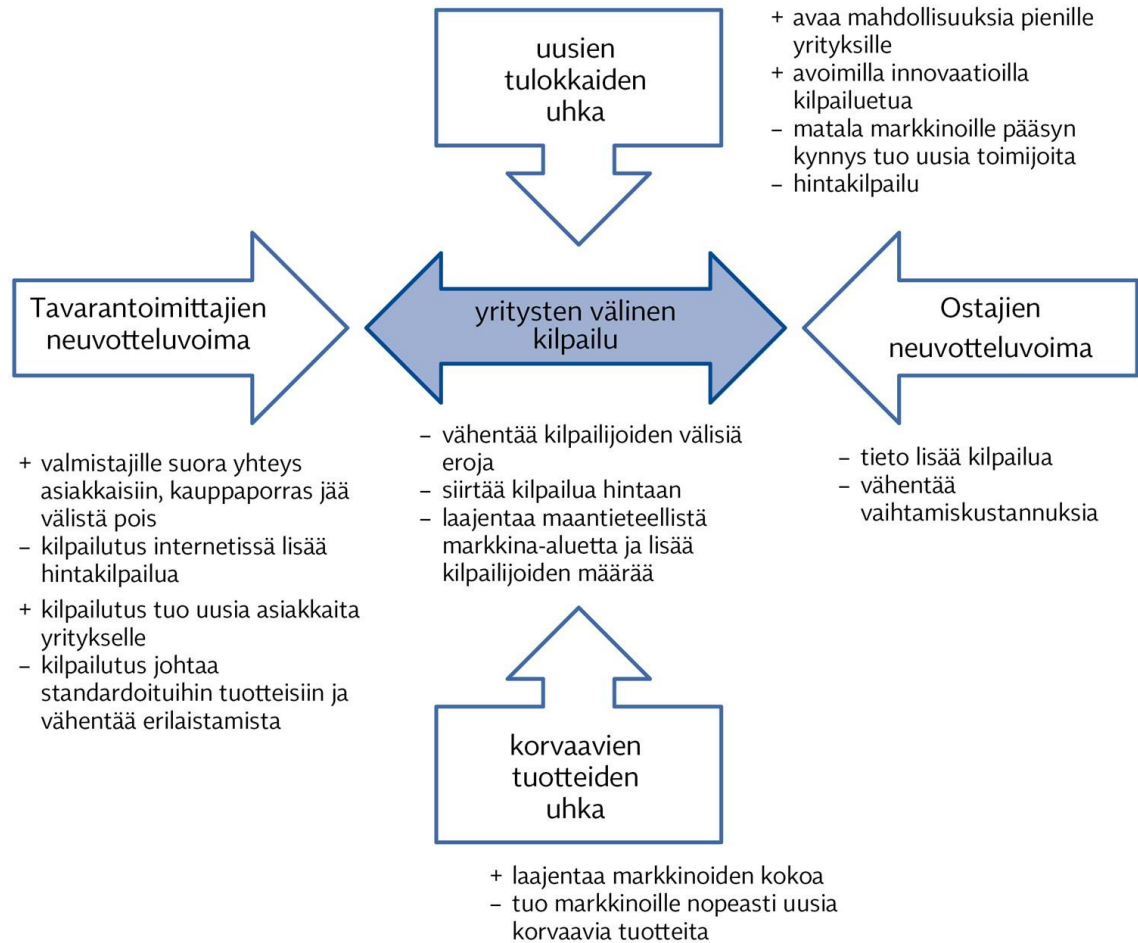 uusien
tulokkaiden
uhka
+ avaa mahdollisuuksia pienille
yrityksille
+ avoimilla innovaatioilla
kilpailuetua
– matala markkinoille pääsyn
kynnys tuo uusia toimijoita
– hintakilpailu
Tavarantoimittajien
neuvotteluvoima
yritysten välinen
kilpailu
Ostajien
neuvotteluvoima
+ valmistajille suora yhteys
asiakkaisiin, kauppaporras jää
välistä pois
– kilpailutus internetissä lisää
hintakilpailua
+ kilpailutus tuo uusia asiakkaita
yritykselle
– kilpailutus johtaa
standardoituihin tuotteisiin ja
vähentää erilaistamista
– vähentää kilpailijoiden välisiä
eroja
– siirtää kilpailua hintaan
– laajentaa maantieteellistä
markkina-aluetta ja lisää
kilpailijoiden määrää
– tieto lisää kilpailua
– vähentää
vaihtamiskustannuksia
korvaavien
tuotteiden
uhka
+ laajentaa markkinoiden kokoa
– tuo markkinoille nopeasti uusia
korvaavia tuotteita